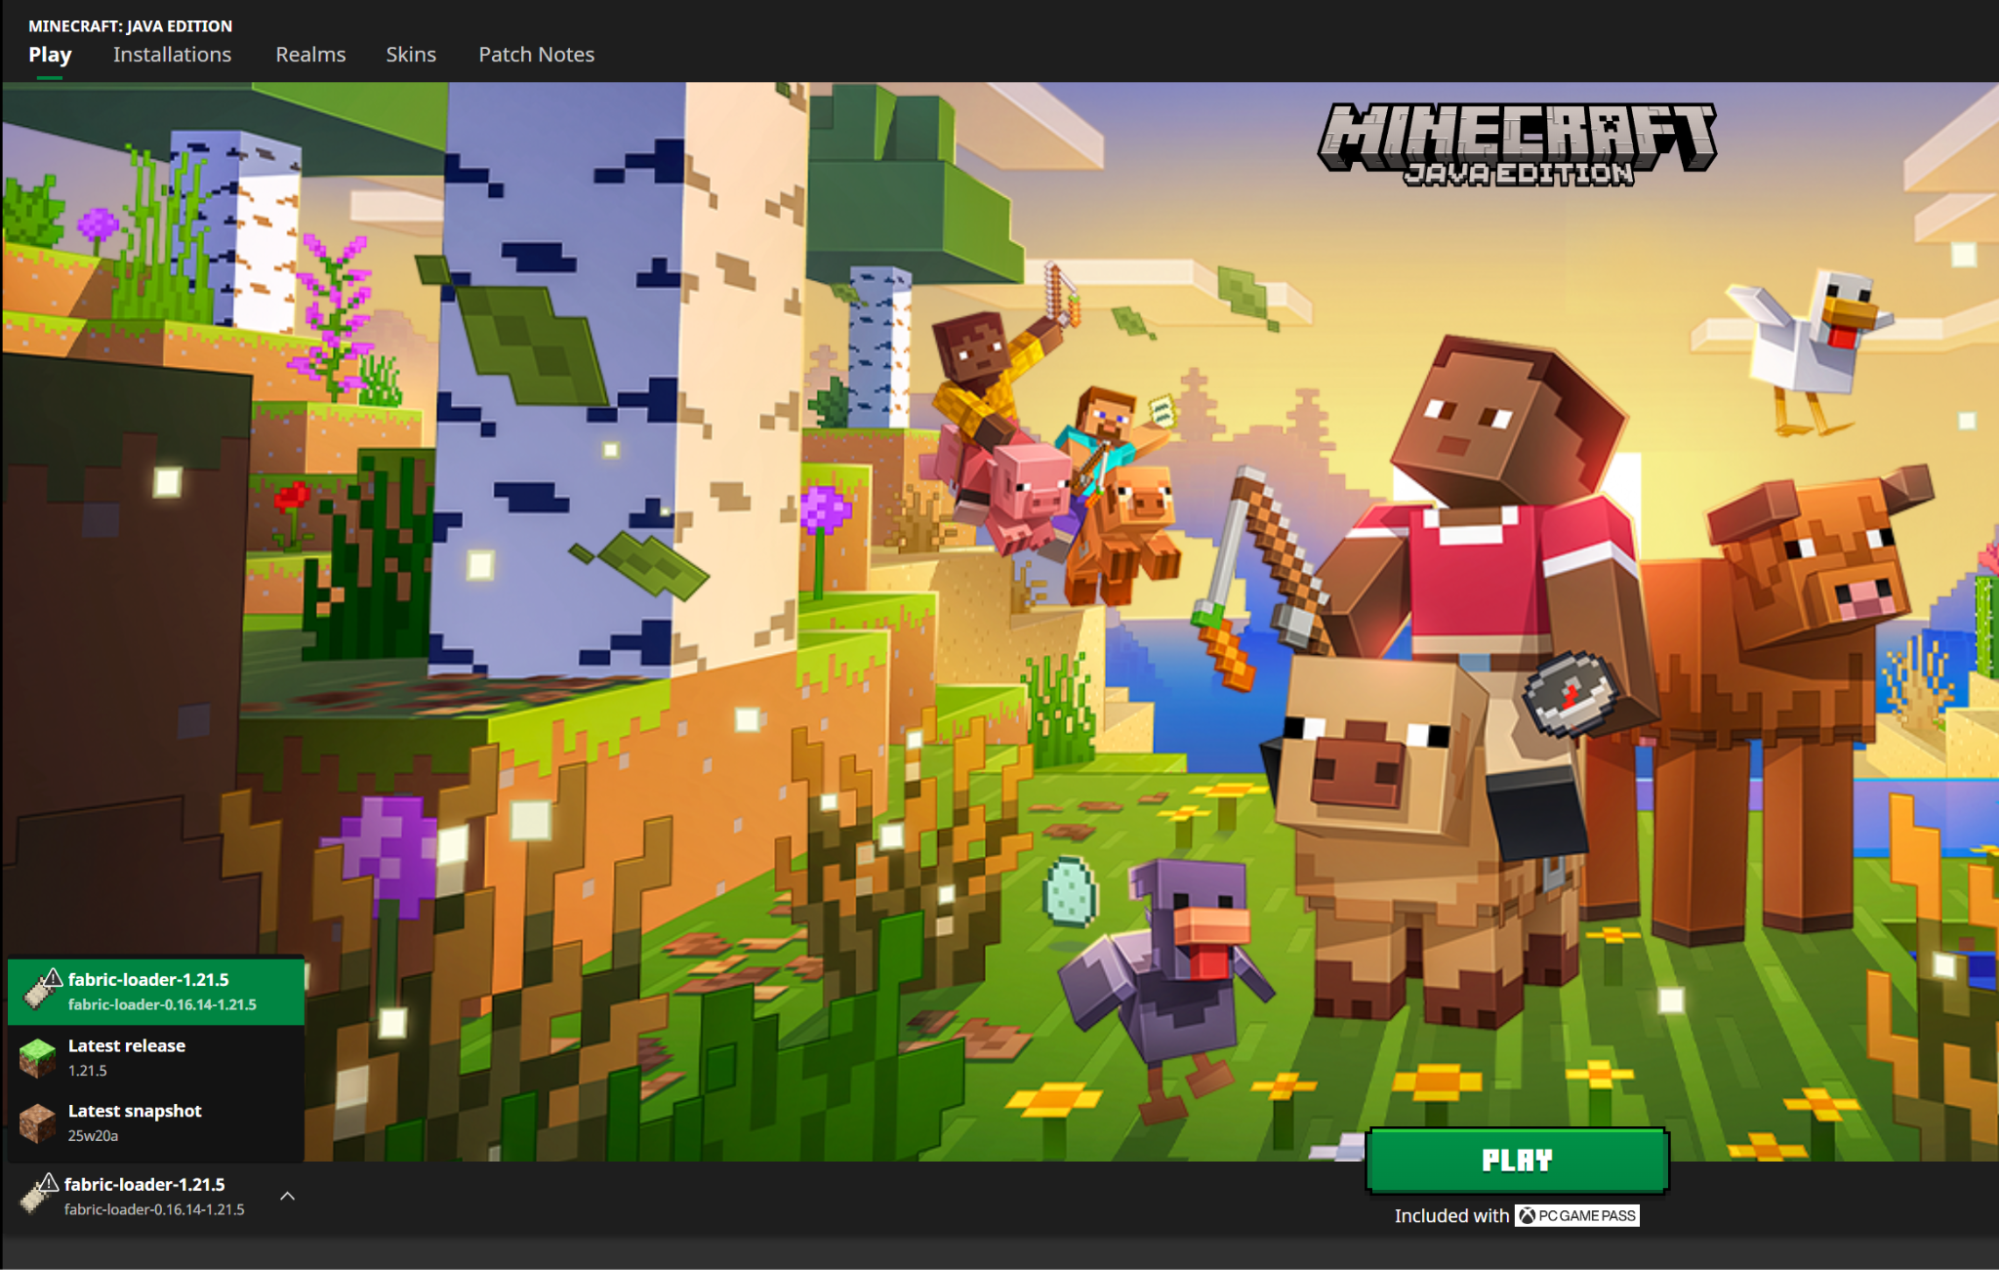 MINECRAFT: JAVA EDITION
Play Installations Realms Skins Patch Notes
MINECRAFT
JAVA EDITION
fabric-loader-1.21.5
fabric-loader-0.16.14-1.21.5
Latest release
1.21.5
Latest snapshot
25w20a
fabric-loader-1.21.5
fabric-loader-0.16.14-1.21.5
PLAY
Included with PC GAME PASS